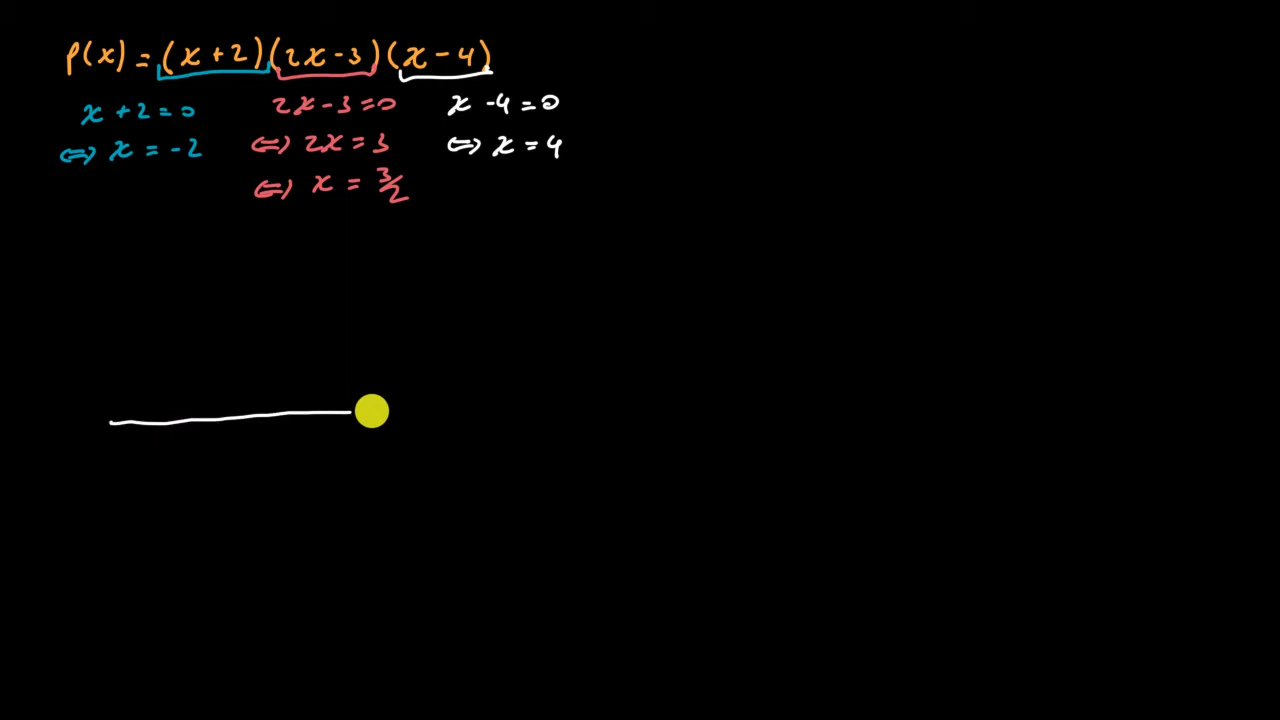 P(x) = (x+2)(2x-3)(x-4)
x+2=0
⇔ x = -2
2x-3=0
⇔ 2x=3
⇔ x = 3/2
x-4=0
⇔ x=4